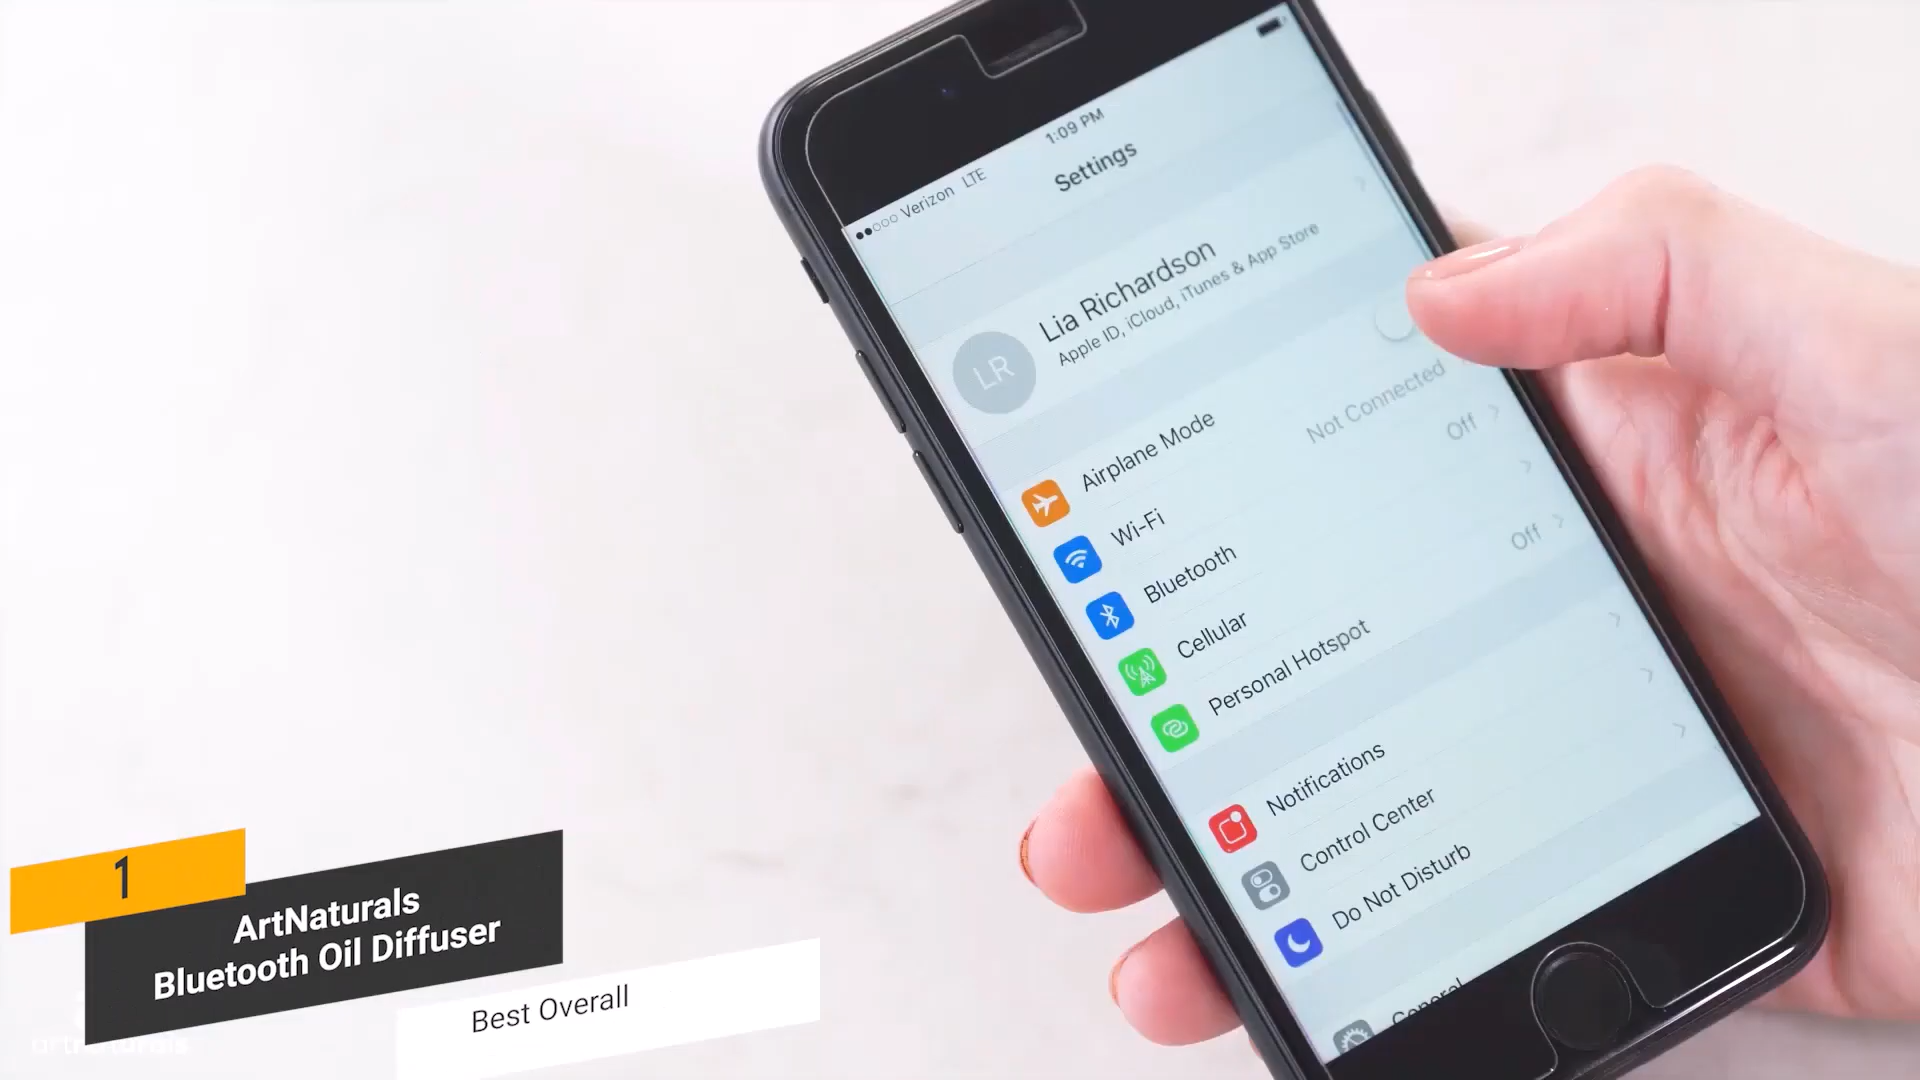 1:09 PM
Verizon LTE
Settings
LR
Lia Richardson
Apple ID, iCloud, iTunes & App Store
Airplane Mode
Wi-Fi
Not Connected
Bluetooth
Off
Cellular
Personal Hotspot
Off
Notifications
Control Center
Do Not Disturb
General
1
ArtNaturals
Bluetooth Oil Diffuser
Best Overall